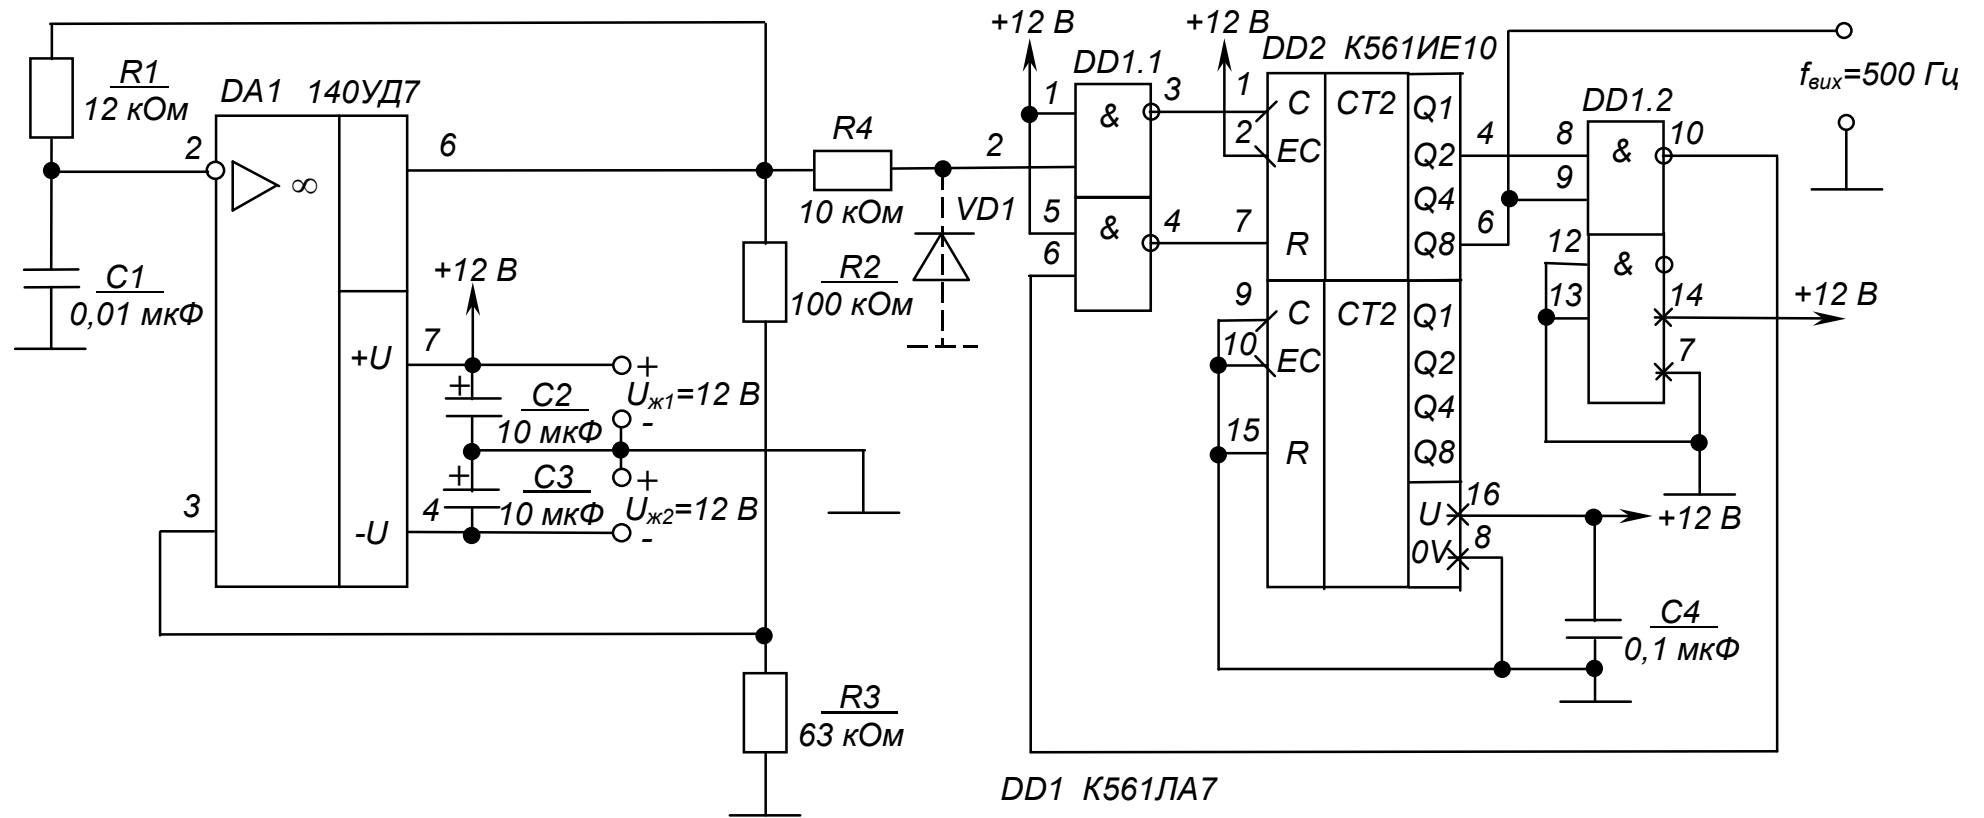 R1
12 кОм
C1
0,01 мкФ
DA1 140УД7
2
∞
6
7
+U
-U
4
3
+12 В
+
C2
10 мкФ
+
C3
10 мкФ
+
Uж1=12 В
-
+
Uж2=12 В
-
R4
10 кОм
R2
100 кОм
R3
63 кОм
VD1
2
+12 В
DD1.1
1
&
3
5
&
4
6
+12 В
DD2 К561ИЕ10
1
C
CT2
Q1
2
EC
Q2
4
Q4
7
R
Q8
6
9
C
CT2
Q1
10
EC
Q2
Q4
15
R
Q8
U
16
0V
8
+12 В
C4
0,1 мкФ
DD1.2
8
&
10
9
12
&
13
14
7
+12 В
fвих=500 Гц
DD1 К561ЛА7